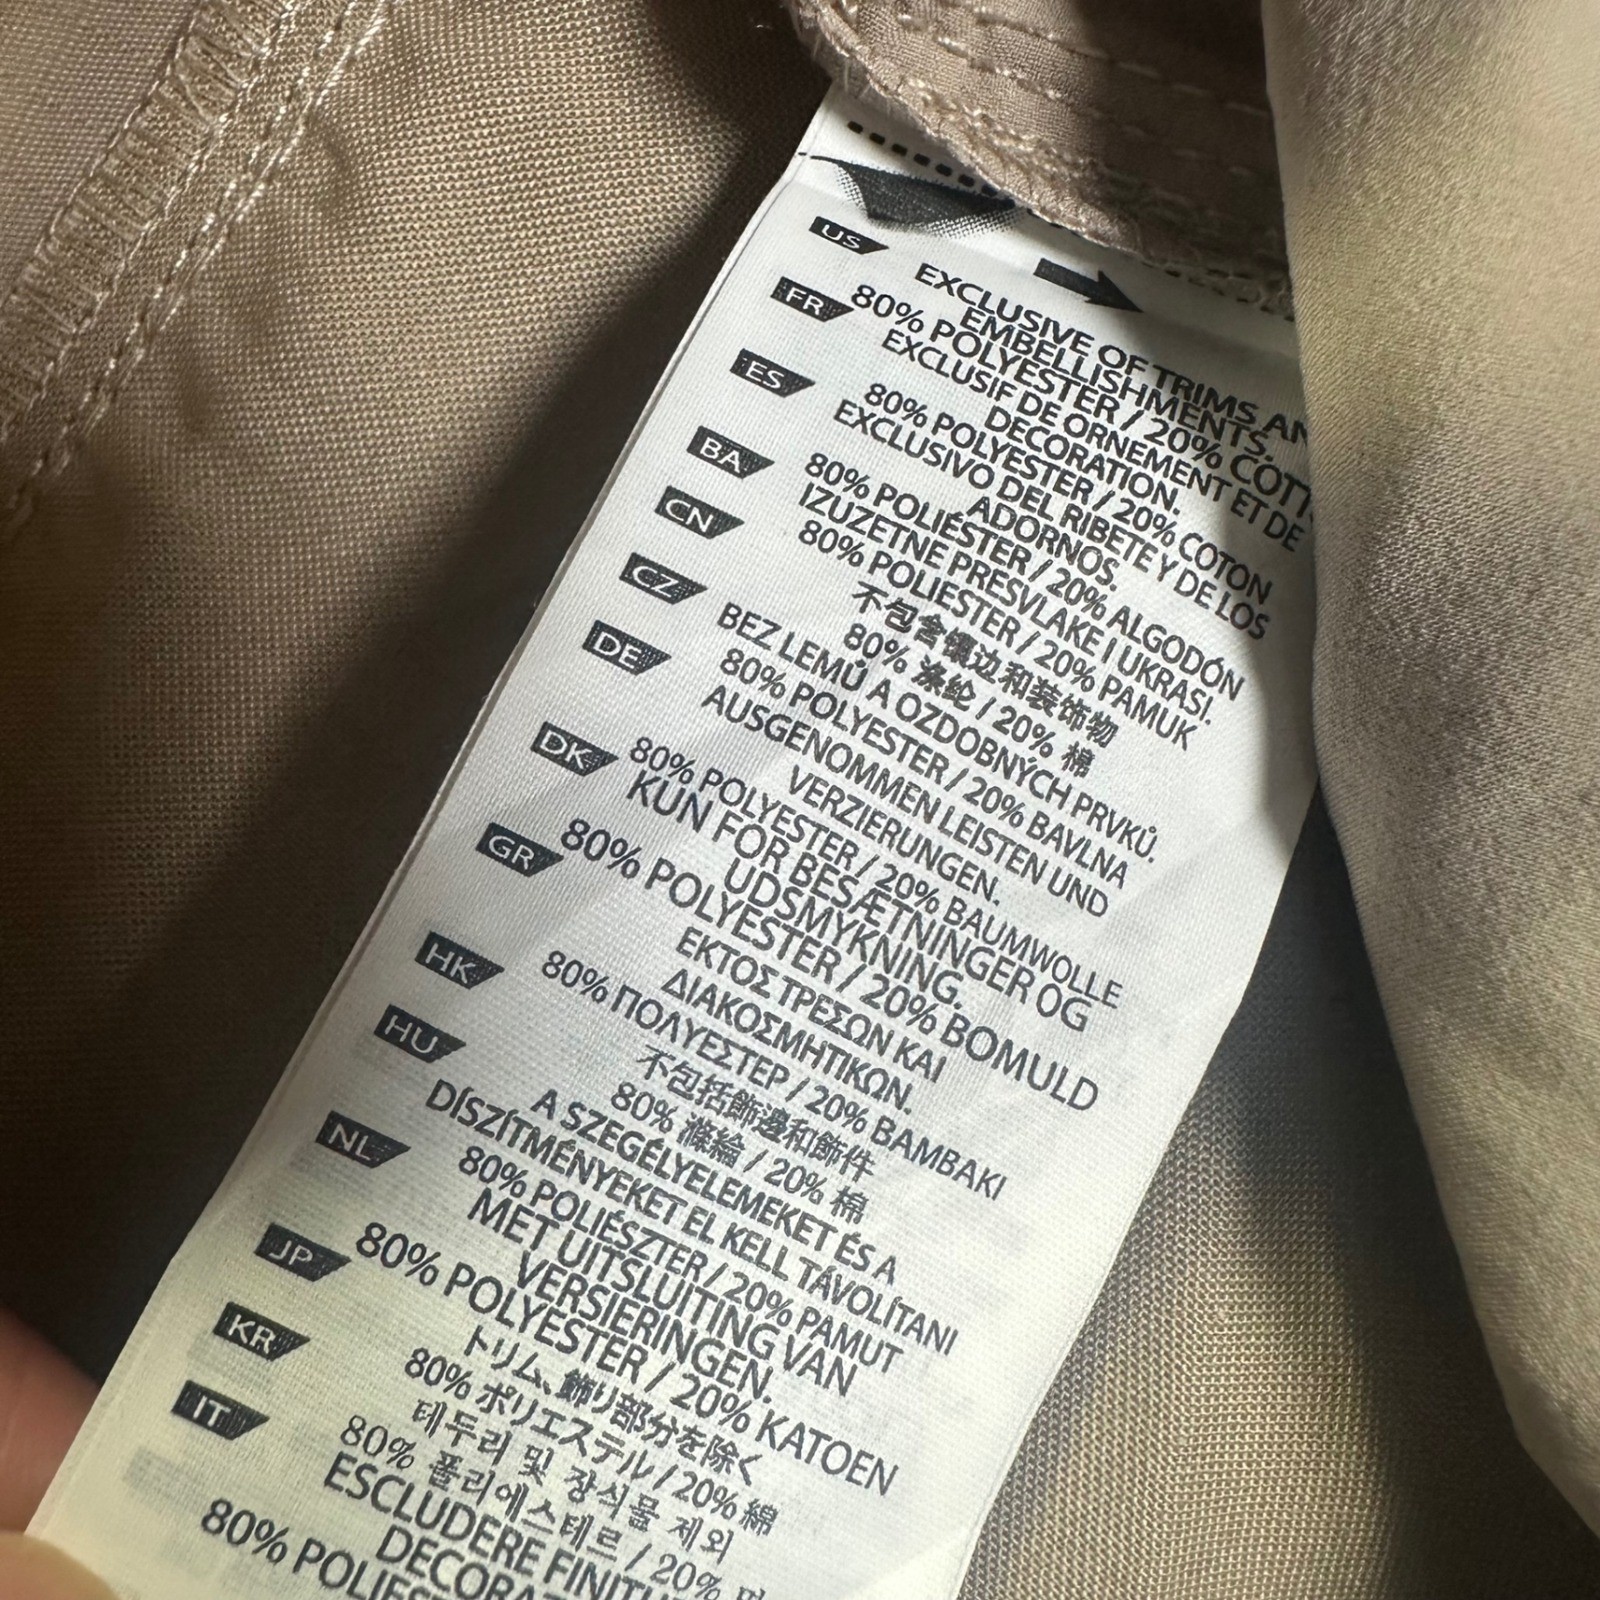 US
EXCLUSIVE OF TRIMS
EMBELLISHMENTS.
80% POLYESTER / 20%
FR
EXCLUSIF DE ORNEMENT ET DE
DECORATION.
80% POLYESTER / 20% COTON
ES
EXCLUSIVO DEL RIBETE Y DE LOS
ADORNOS.
80% POLIÉSTER / 20% ALGODÓN
BA
IZUZETNE PRESVLAKE I UKRASI.
80% POLIESTER / 20% PAMUK
CN
不包含镶边和装饰物
80% 涤纶 / 20% 棉
CZ
BEZ LEMŮ A OZDOBNÝCH PRVKŮ.
80% POLYESTER / 20% BAVLNA
DE
AUSGENOMMEN LEISTEN UND
VERZIERUNGEN.
80% POLYESTER / 20% BAUMWOLLE
DK
KUN FOR BESÆTNINGER OG
UDSMYKNING.
80% POLYESTER / 20% BOMULD
GR
ΕΚΤΟΣ ΤΡΕΣΩΝ ΚΑΙ
ΔΙΑΚΟΣΜΗΤΙΚΩΝ.
80% ΠΟΛΥΕΣΤΕΡ / 20% ΒΑΜΒΑΚΙ
HK
不包括飾邊和飾件
80% 滌綸 / 20% 棉
HU
A SZEGÉLYELEMEKET ÉS A
DÍSZÍTMÉNYEKET EL KELL TÁVOLÍTANI
80% POLIÉSZTER / 20% PAMUT
NL
MET UITSLUITING VAN
VERSIERINGEN.
80% POLYESTER / 20% KATOEN
JP
トリム、飾り部分を除く
80% ポリエステル / 20% 綿
KR
테두리 및 장식물 제외
80% 폴리에스테르 / 20%
IT
ESCLUDERE
80%